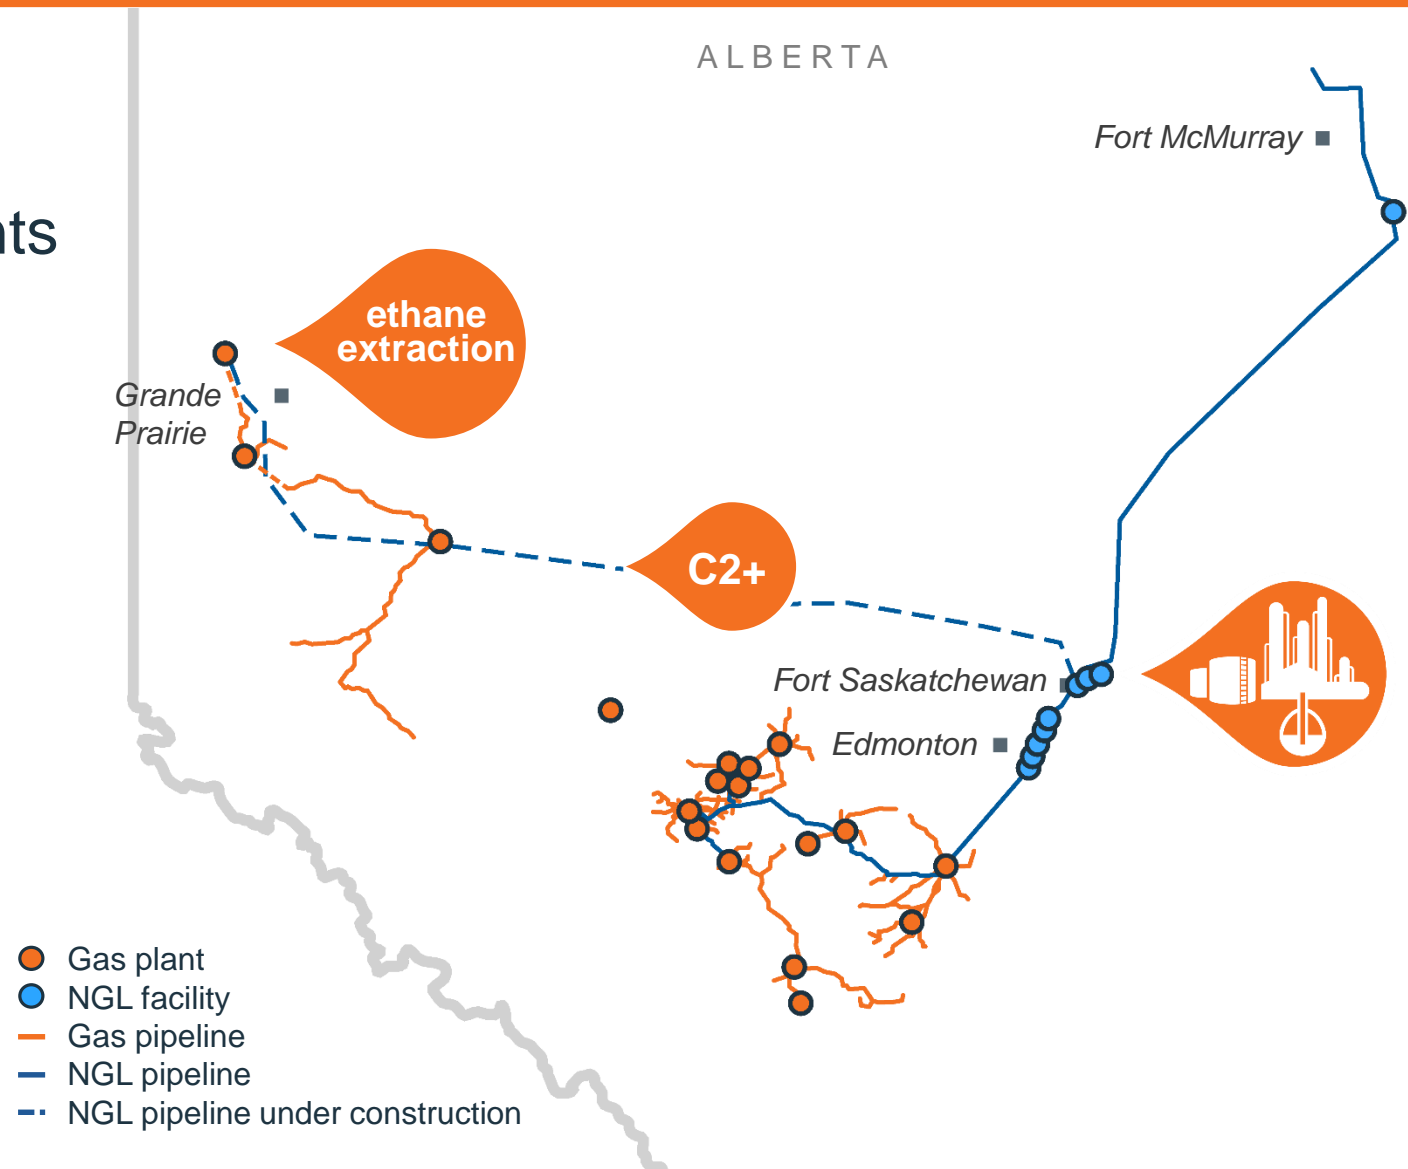 ALBERTA
Fort McMurray
nts
ethane
extraction
Grande
Prairie
C2+
Fort Saskatchewan
Edmonton
Gas plant
NGL facility
Gas pipeline
NGL pipeline
NGL pipeline under construction